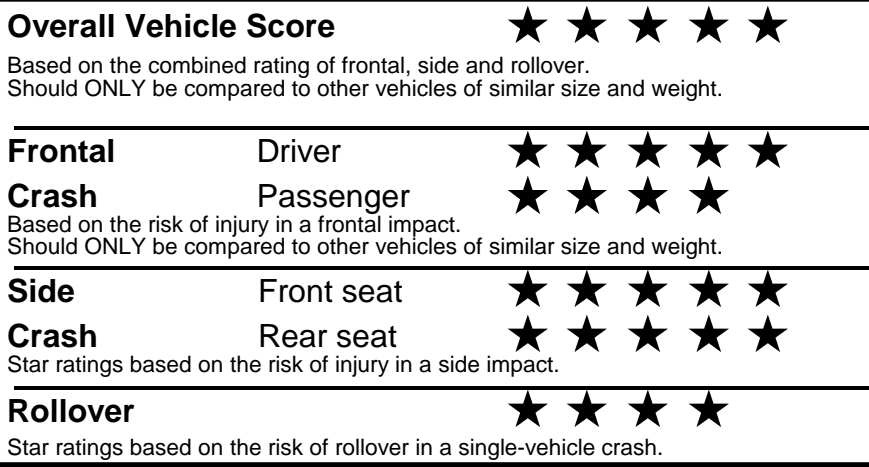 Overall Vehicle Score ★ ★ ★ ★ ★
Based on the combined rating of frontal, side and rollover.
Should ONLY be compared to other vehicles of similar size and weight.
Frontal Driver ★ ★ ★ ★ ★
Crash Passenger ★ ★ ★ ★
Based on the risk of injury in a frontal impact.
Should ONLY be compared to other vehicles of similar size and weight.
Side Front seat ★ ★ ★ ★ ★
Crash Rear seat ★ ★ ★ ★ ★
Star ratings based on the risk of injury in a side impact.
Rollover ★ ★ ★ ★
Star ratings based on the risk of rollover in a single-vehicle crash.